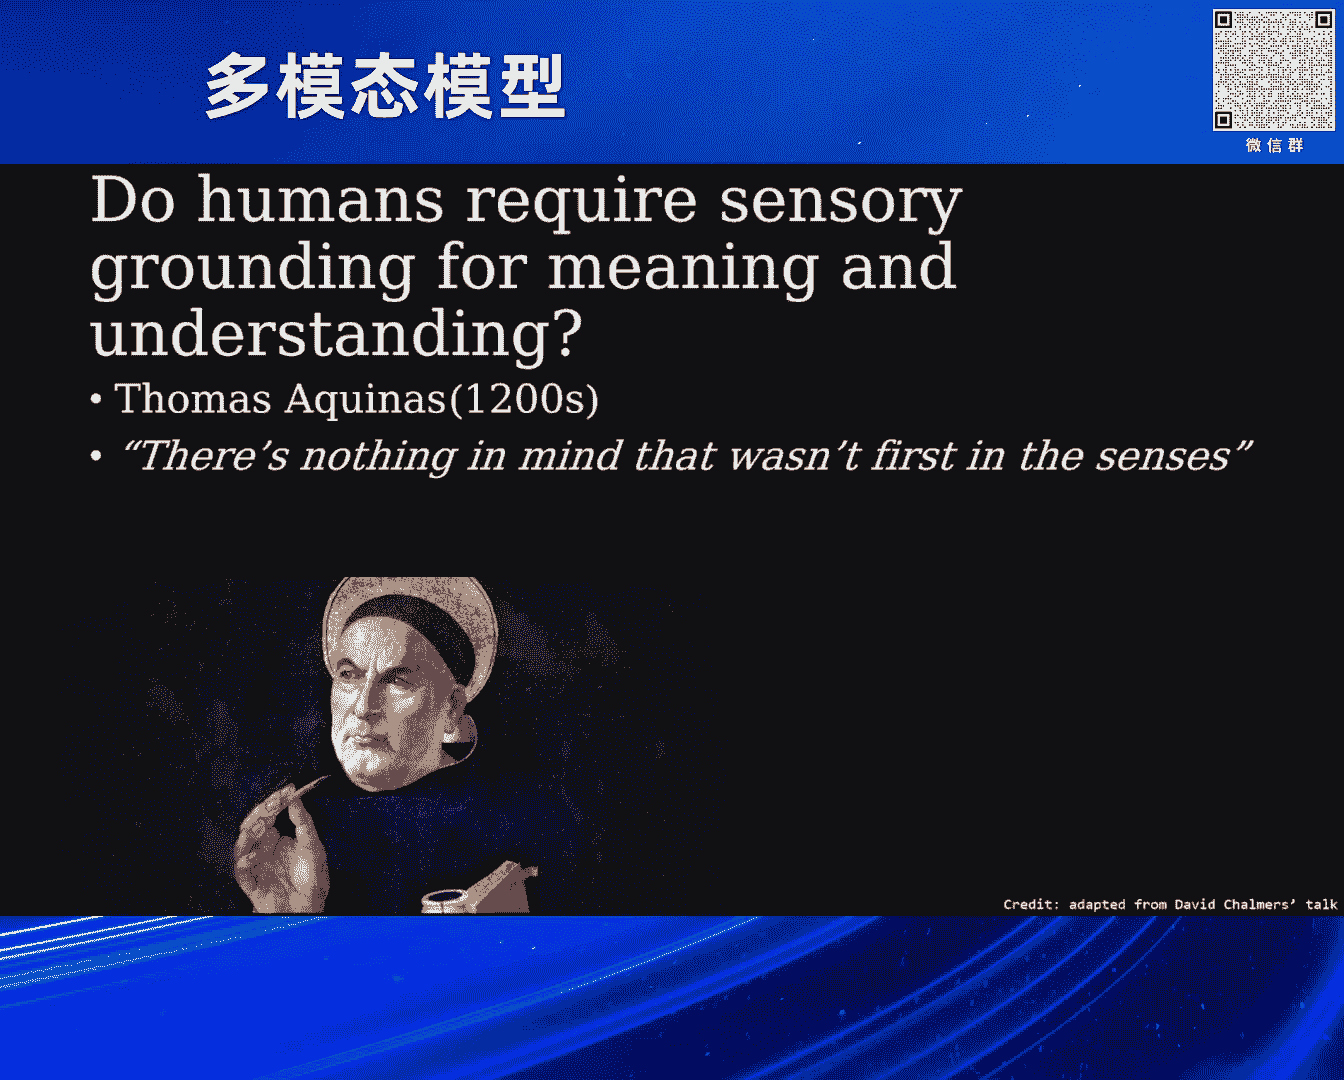 多模态模型
微信群
Do humans require sensory
grounding for meaning and
understanding?
• Thomas Aquinas(1200s)
• “There’s nothing in mind that wasn’t first in the senses”
Credit: adapted from David Chalmers’ talk